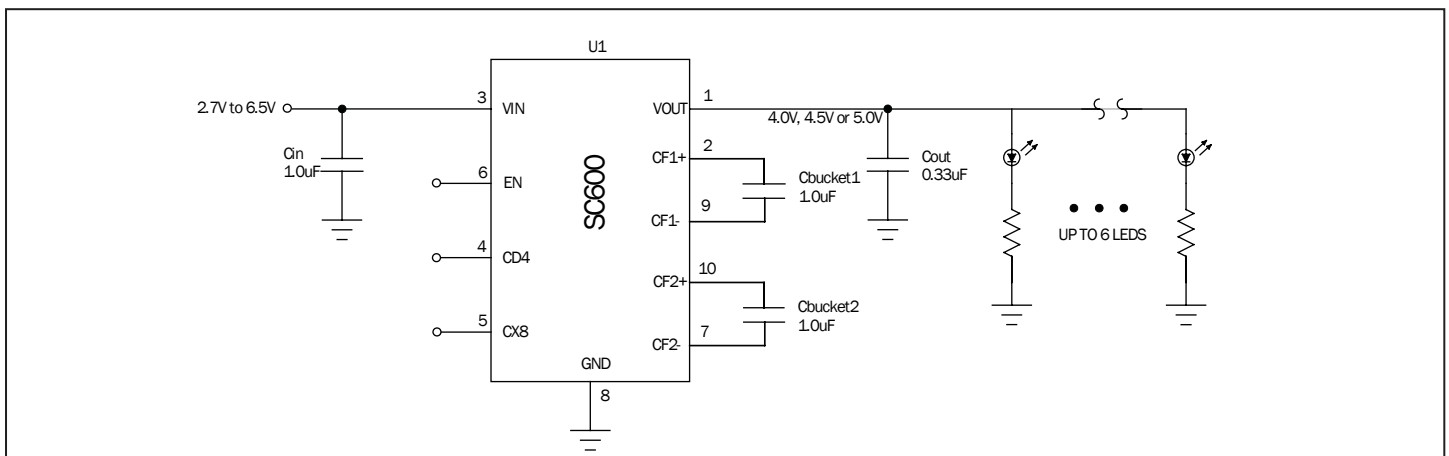 U1
2.7V to 6.5V
3
VIN
VOUT
1
4.0V, 4.5V or 5.0V
Cin
1.0uF
CF1+
2
Cbucket1
1.0uF
Cout
0.33uF
6
EN
SC600
CF1-
9
UP TO 6 LEDS
4
CD4
CF2+
10
Cbucket2
1.0uF
5
CX8
CF2-
7
GND
8